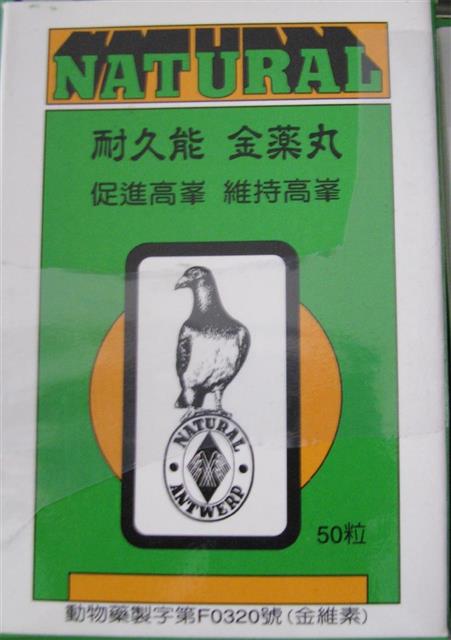 NATURAL
耐久能 金薬丸
促進高峯 維持高峯
NATURAL
ANTWERP
50粒
動物藥製字第F0320號(金維素)